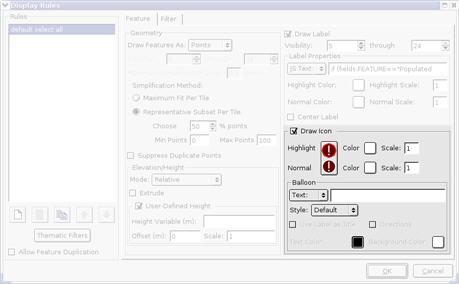 Display Rules
Rules
default select all
Thematic Filters
Allow Feature Duplication
Feature
Filter
Geometry
Draw Features As: Points
Simplification Method:
Maximum Fit Per Tile
Representative Subset Per Tile
Choose 50 % points
Min Points 0 Max Points 100
Suppress Duplicate Points
Elevation/Height
Mode: Relative
Extrude
User-Defined Height
Height Variable (m):
Offset (m): 0 Scale: 1
Draw Label
Visibility: 5 through 24
Label Properties
JS Text: if (fields.FEATURE=="Populated
Highlight Color: Highlight Scale: 1
Normal Color: Normal Scale: 1
Center Label
Draw Icon
Highlight Color Scale: 1
Normal Color Scale: 1
Balloon
Text:
Style: Default
Use Label as Title Directions
Text Color: Background Color:
OK Cancel